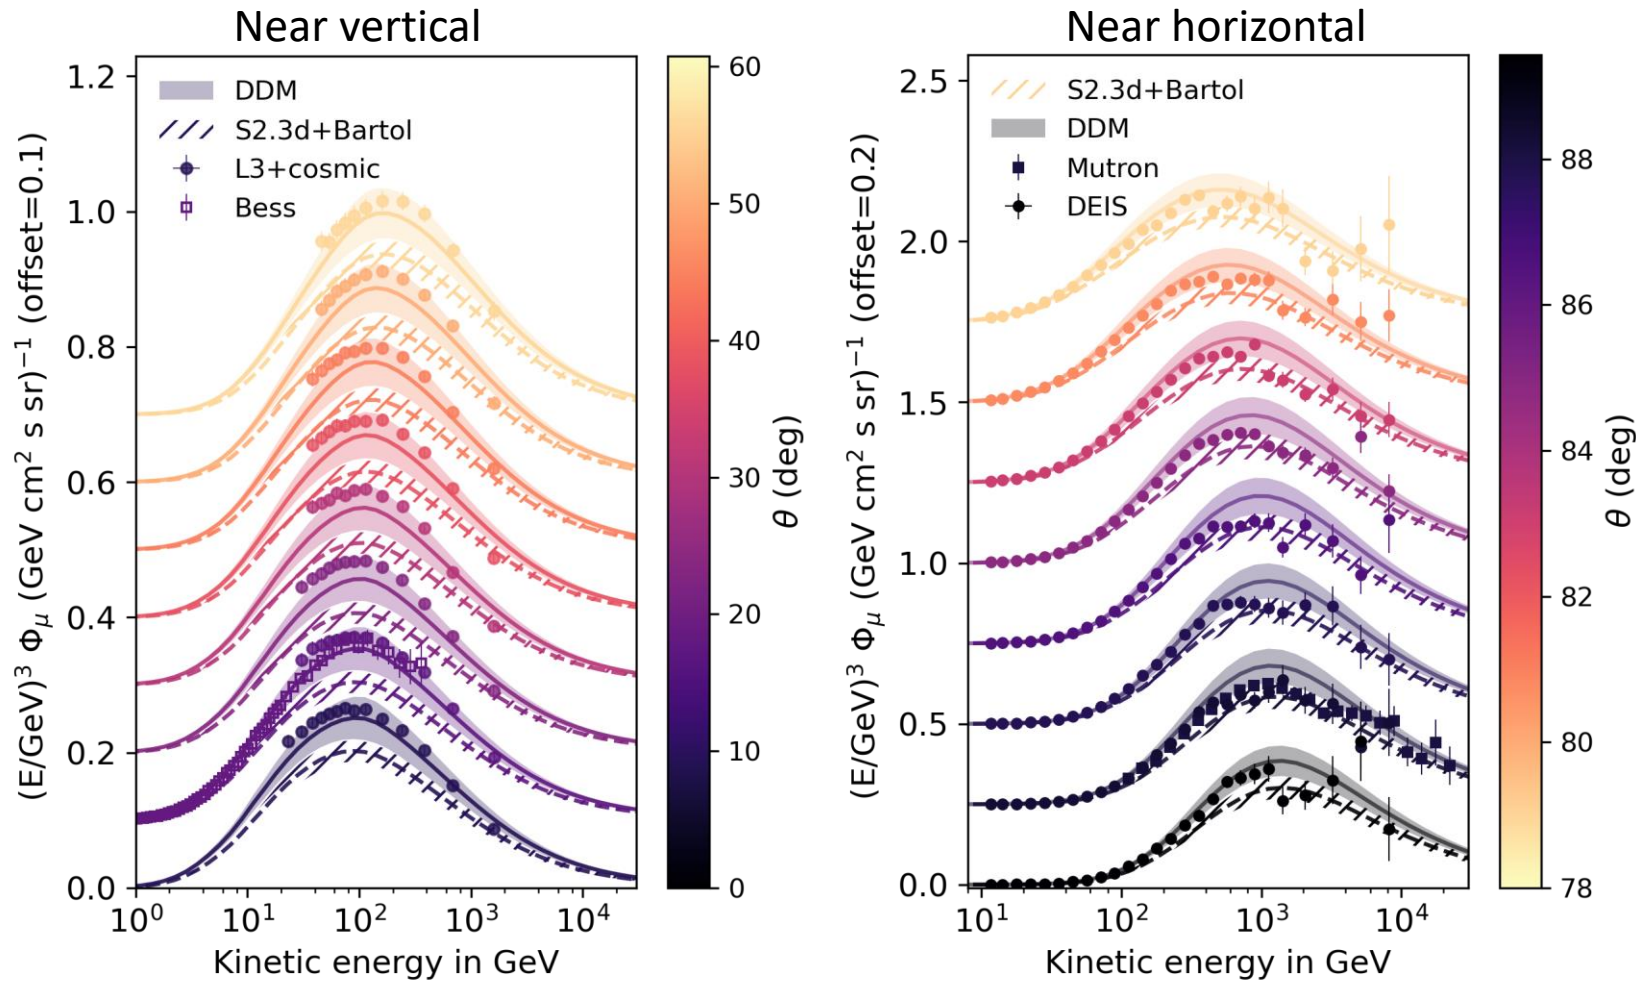 Near vertical
Near horizontal
DDM
S2.3d+Bartol
L3+cosmic
Bess
1.2
1.0
0.8
0.6
0.4
0.2
0.0
(E/GeV)³ Φμ (GeV cm² s sr)⁻¹ (offset=0.1)
10⁰ 10¹ 10² 10³ 10⁴
Kinetic energy in GeV
60
50
40
30
20
10
0
θ (deg)
S2.3d+Bartol
DDM
Mutron
DEIS
2.5
2.0
1.5
1.0
0.5
0.0
(E/GeV)³ Φμ (GeV cm² s sr)⁻¹ (offset=0.2)
10¹ 10² 10³ 10⁴
Kinetic energy in GeV
88
86
84
82
80
78
θ (deg)